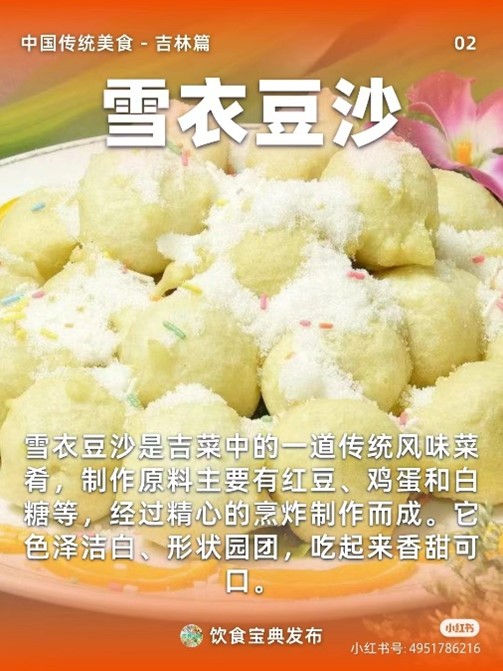 中国传统美食 - 吉林篇
02
雪衣豆沙
雪衣豆沙是吉菜中的一道传统风味菜
肴，制作原料主要有红豆、鸡蛋和白
糖等，经过精心的烹炸制作而成。它
色泽洁白、形状园团，吃起来香甜可
口。
饮食宝典发布
小红书
小红书号: 4951786216